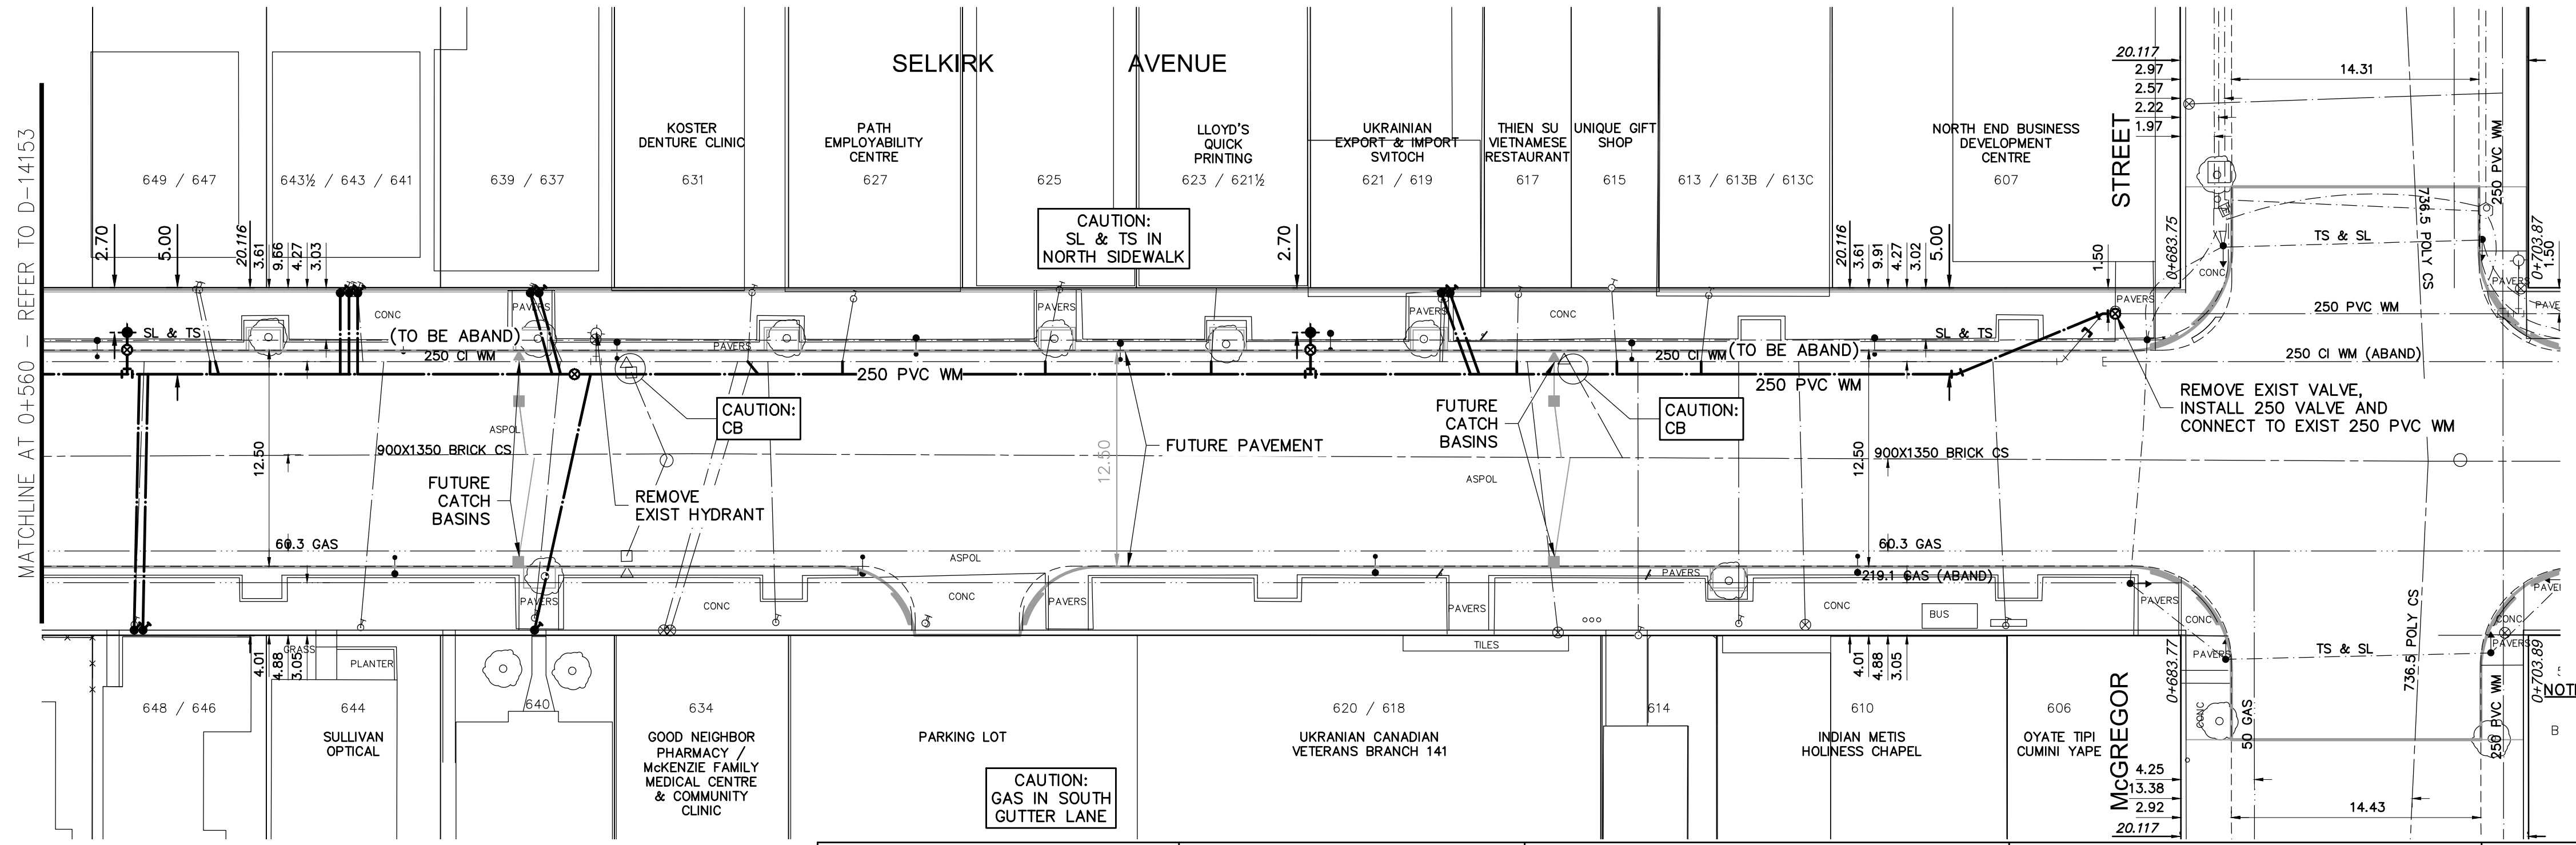 SELKIRK AVENUE
MATCHLINE AT 0+560 – REFER TO D-14153
649 / 647
643½ / 643 / 641
639 / 637
KOSTER
DENTURE CLINIC
631
PATH
EMPLOYABILITY
CENTRE
627
625
LLOYD'S
QUICK
PRINTING
623 / 621½
UKRAINIAN
EXPORT & IMPORT
SVITOCH
621 / 619
THIEN SU
VIETNAMESE
RESTAURANT
617
UNIQUE GIFT
SHOP
615
613 / 613B / 613C
NORTH END BUSINESS
DEVELOPMENT
CENTRE
607
STREET
20.117
2.97
2.57
2.22
1.97
14.31
250 PVC WM
736.5 POLY CS
TS & SL
0+683.75
0+703.87
1.50
1.50
CONC
PAVERS
PAVERS
250 PVC WM
CAUTION:
SL & TS IN
NORTH SIDEWALK
2.70
5.00
20.116
3.61
9.66
4.27
3.03
2.70
20.116
3.61
9.91
4.27
3.02
5.00
CONC
PAVERS
PAVERS
PAVERS
PAVERS
CONC
SL & TS
(TO BE ABAND)
250 CI WM
250 PVC WM
250 CI WM
(TO BE ABAND)
SL & TS
250 PVC WM
250 CI WM (ABAND)
REMOVE EXIST VALVE,
INSTALL 250 VALVE AND
CONNECT TO EXIST 250 PVC WM
CAUTION:
CB
CAUTION:
CB
FUTURE
CATCH
BASINS
FUTURE PAVEMENT
ASPOL
900X1350 BRICK CS
12.50
12.50
12.50
900X1350 BRICK CS
ASPOL
FUTURE
CATCH
BASINS
REMOVE
EXIST HYDRANT
60.3 GAS
ASPOL
60.3 GAS
219.1 GAS (ABAND)
PAVERS
CONC
CONC
PAVERS
PAVERS
PAVERS
CONC
BUS
PAVERS
CONC
PAVERS
CONC
PAVERS
4.01
4.88
3.05
GRASS
PLANTER
TILES
4.01
4.88
3.05
0+683.77
TS & SL
736.5 POLY CS
0+703.89
250 PVC WM
50 GAS
CONC
648 / 646
644
SULLIVAN
OPTICAL
640
634
GOOD NEIGHBOR
PHARMACY /
McKENZIE FAMILY
MEDICAL CENTRE
& COMMUNITY
CLINIC
PARKING LOT
CAUTION:
GAS IN SOUTH
GUTTER LANE
620 / 618
UKRANIAN CANADIAN
VETERANS BRANCH 141
614
610
INDIAN METIS
HOLINESS CHAPEL
606
OYATE TIPI
CUMINI YAPE
McGREGOR
4.25
13.38
2.92
20.117
14.43